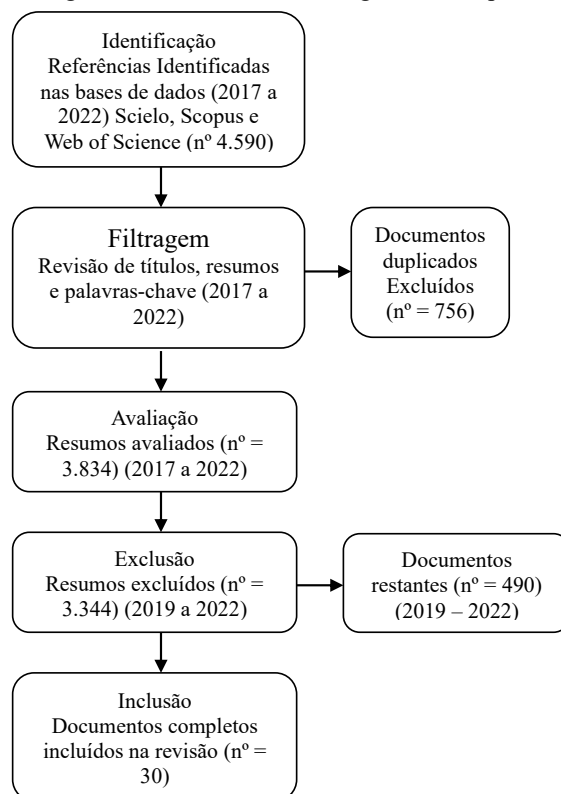 Identificação
Referências Identificadas
nas bases de dados (2017 a
2022) Scielo, Scopus e
Web of Science (nº 4.590)
Filtragem
Revisão de títulos, resumos
e palavras-chave (2017 a
2022)
Documentos
duplicados
Excluídos
(nº = 756)
Avaliação
Resumos avaliados (nº =
3.834) (2017 a 2022)
Exclusão
Resumos excluídos (nº =
3.344) (2019 a 2022)
Documentos
restantes (nº = 490)
(2019 – 2022)
Inclusão
Documentos completos
incluídos na revisão (nº =
30)